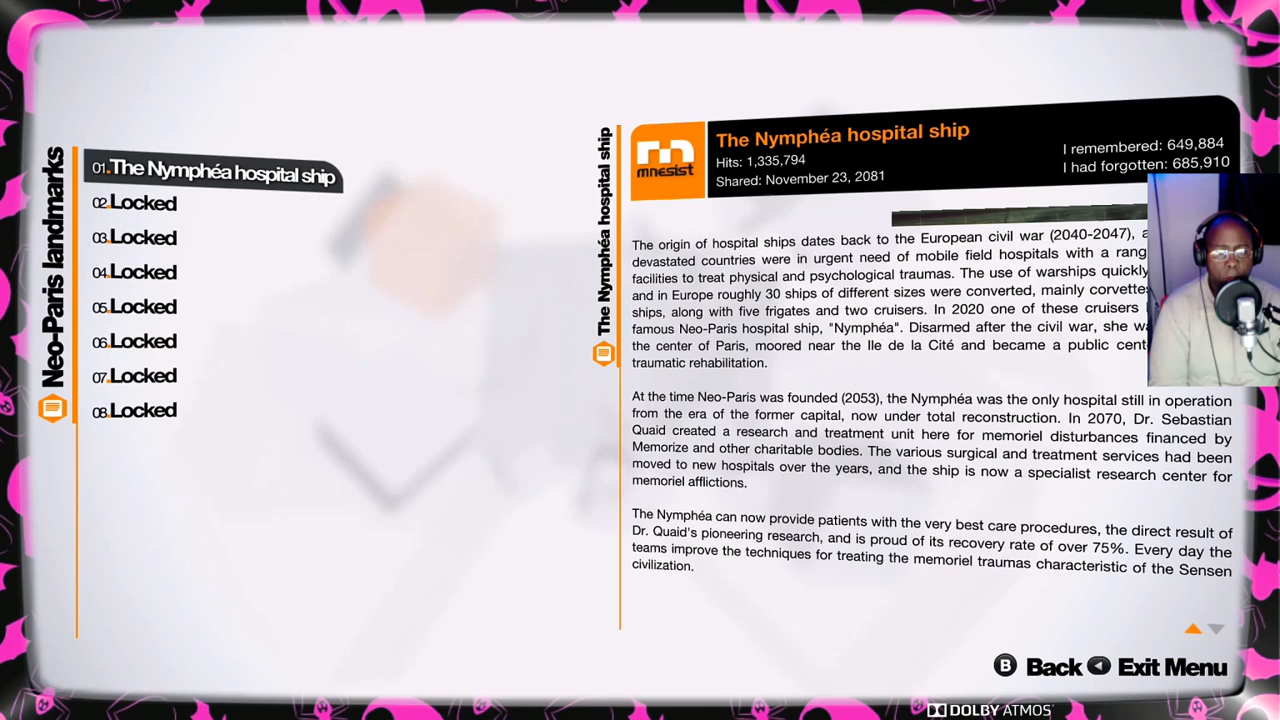 Neo-Paris landmarks
01.The Nymphéa hospital ship
02.Locked
03.Locked
04.Locked
05.Locked
06.Locked
07.Locked
08.Locked
The Nymphéa hospital ship
mnesist
The Nymphéa hospital ship
Hits: 1,335,794
Shared: November 23, 2081
I remembered: 649,884
I had forgotten: 685,910
The origin of hospital ships dates back to the European civil war (2040-2047),
devastated countries were in urgent need of mobile field hospitals with a
facilities to treat physical and psychological traumas. The use of warships quickly
and in Europe roughly 30 ships of different sizes were converted, mainly
ships, along with five frigates and two cruisers. In 2020 one of these cruisers
famous Neo-Paris hospital ship, "Nymphéa". Disarmed after the civil war, she
the center of Paris, moored near the Ile de la Cité and became a public
traumatic rehabilitation.
At the time Neo-Paris was founded (2053), the Nymphéa was the only hospital still in operation
from the era of the former capital, now under total reconstruction. In 2070, Dr. Sebastian
Quaid created a research and treatment unit here for memoriel disturbances financed by
Memorize and other charitable bodies. The various surgical and treatment services had been
moved to new hospitals over the years, and the ship is now a specialist research center for
memoriel afflictions.
The Nymphéa can now provide patients with the very best care procedures, the direct result of
Dr. Quaid's pioneering research, and is proud of its recovery rate of over 75%. Every day the
teams improve the techniques for treating the memoriel traumas characteristic of the Sensen
civilization.
B Back Exit Menu
DOLBY ATMOS